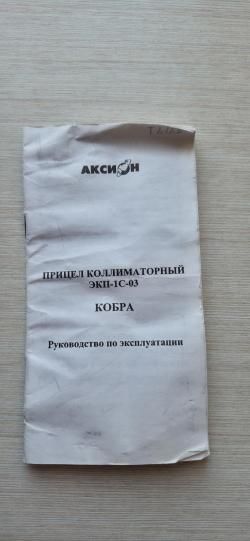 АКСИОН
ПРИЦЕЛ КОЛЛИМАТОРНЫЙ
ЭКП-1С-03
КОБРА
Руководство по эксплуатации